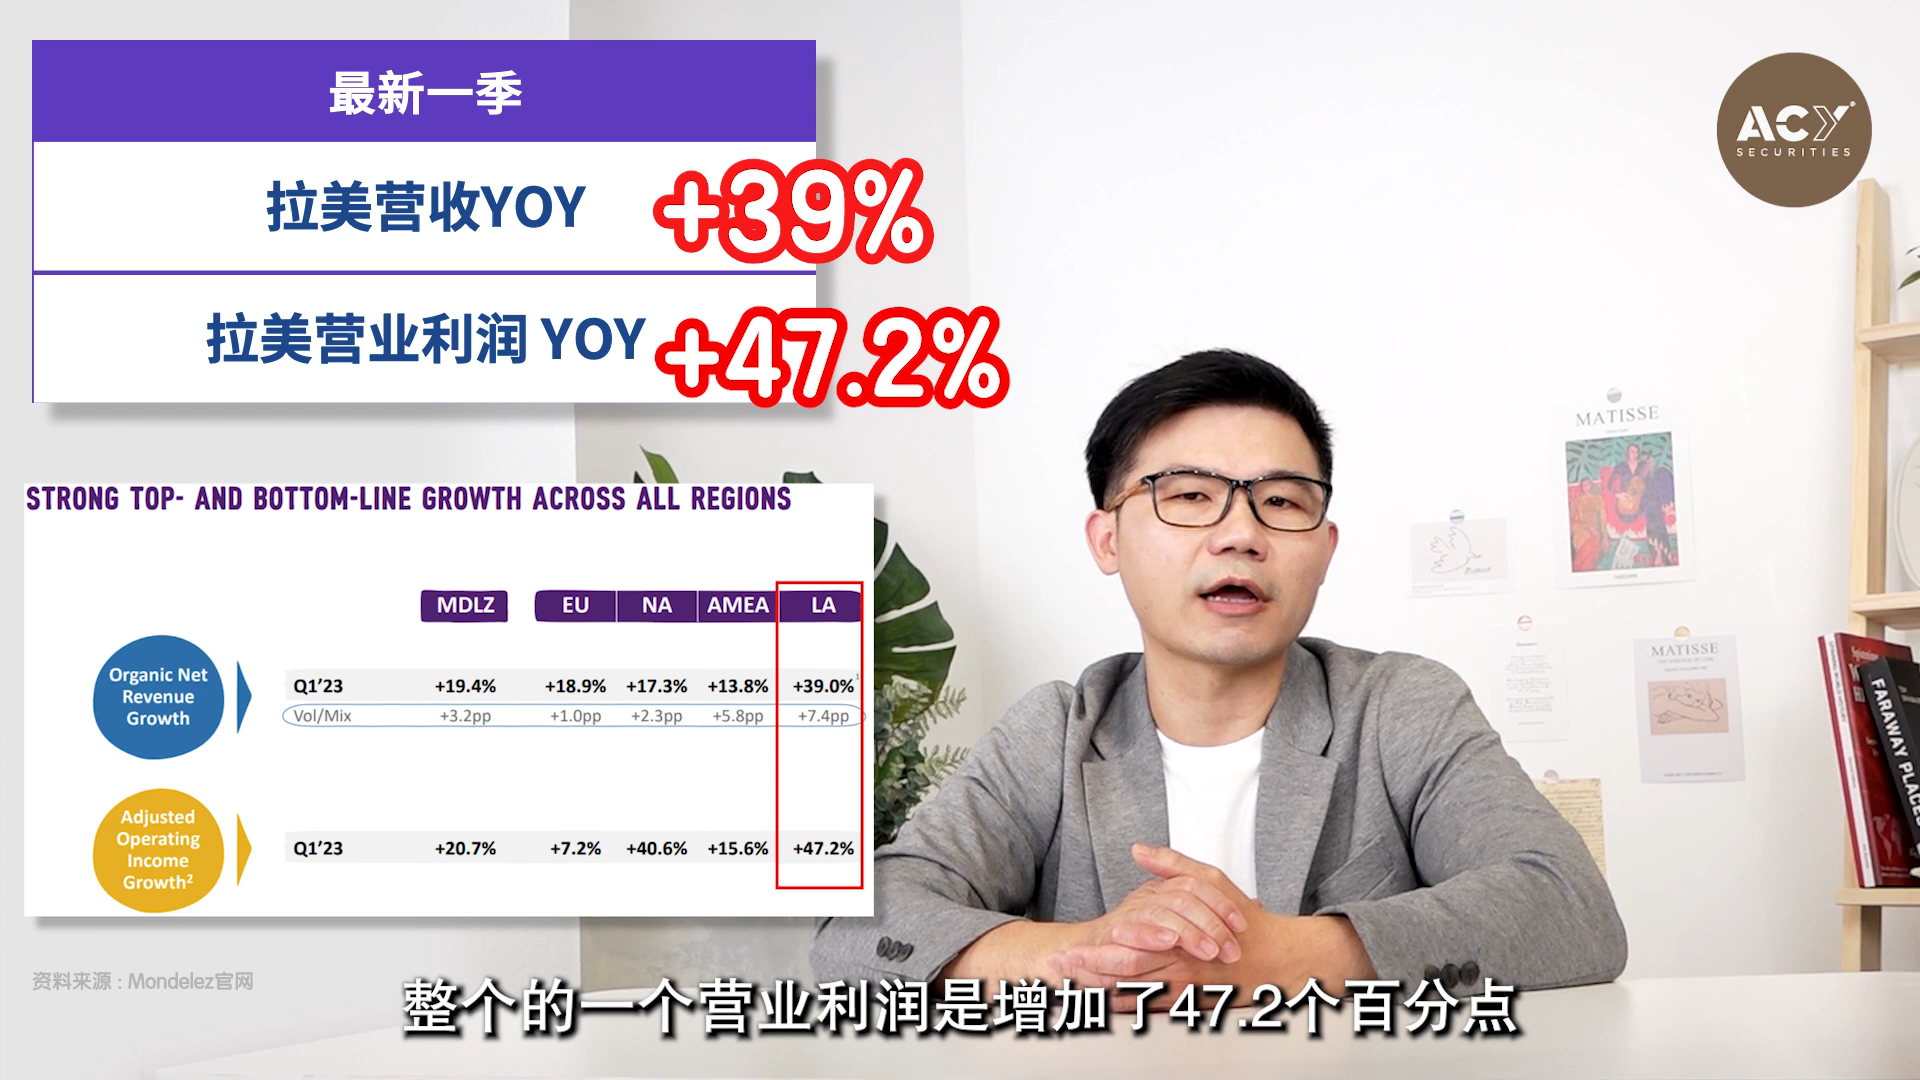 最新一季
拉美营收YOY +39%
拉美营业利润 YOY +47.2%
ACY
SECURITIES
STRONG TOP- AND BOTTOM-LINE GROWTH ACROSS ALL REGIONS
MDLZ EU NA AMEA LA
Organic Net
Revenue
Growth
Q1’23 +19.4% +18.9% +17.3% +13.8% +39.0%1
Vol/Mix +3.2pp +1.0pp +2.3pp +5.8pp +7.4pp
Adjusted
Operating
Income
Growth2
Q1’23 +20.7% +7.2% +40.6% +15.6% +47.2%
MATISSE
MATISSE
FARAWAY PLACES
资料来源 : Mondelez官网
整个的一个营业利润是增加了47.2个百分点